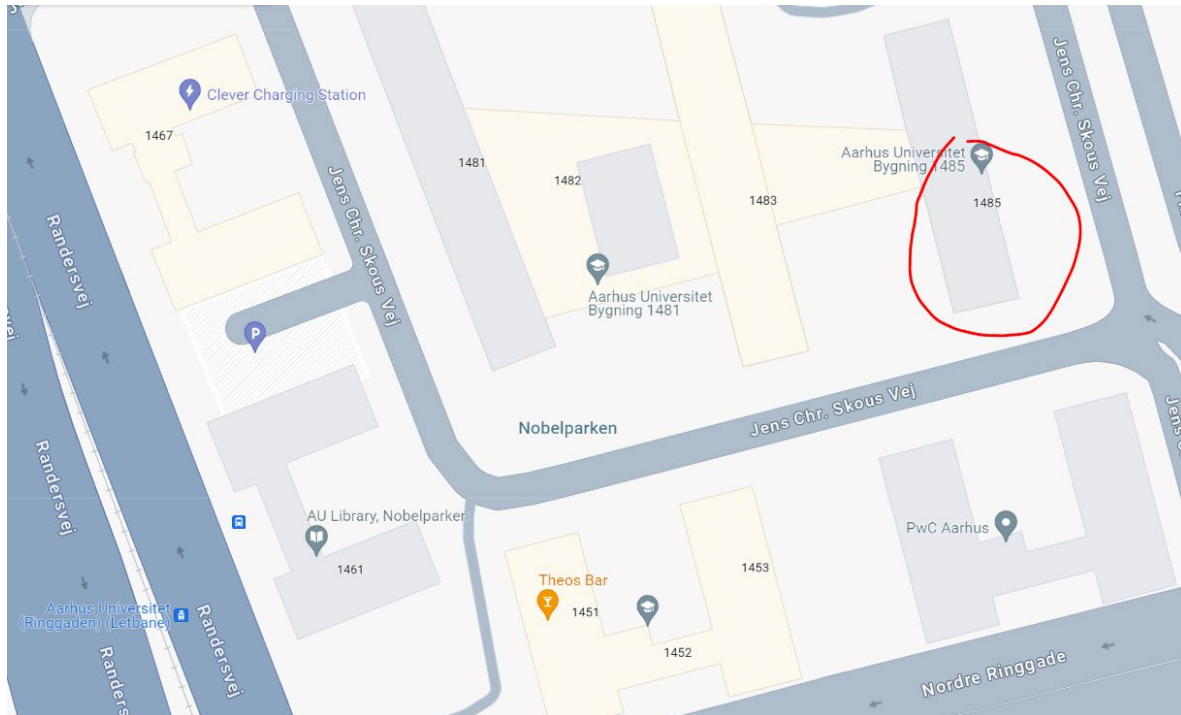 Clever Charging Station
1467
Randersvej
Jens Chr. Skous Vej
1481
1482
Aarhus Universitet
Bygning 1481
1483
Aarhus Universitet
Bygning 1485
1485
Jens Chr. Skous Vej
P
Randersvej
Nobelparken
Jens Chr. Skous Vej
AU Library, Nobelparken
1461
Aarhus Universitet
(Ringgaden) (Letbane)
Randersvej
Theos Bar
1451
1452
1453
PwC Aarhus
Nordre Ringgade